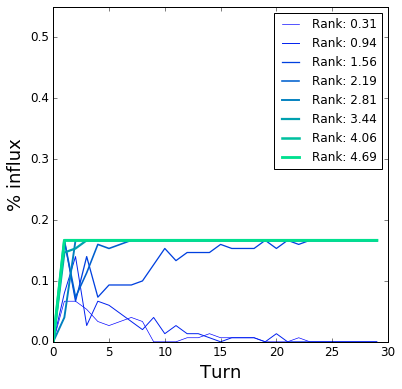 0.5
0.4
0.3
0.2
0.1
0.0
% influx
0
5
10
15
20
25
30
Turn
Rank: 0.31
Rank: 0.94
Rank: 1.56
Rank: 2.19
Rank: 2.81
Rank: 3.44
Rank: 4.06
Rank: 4.69